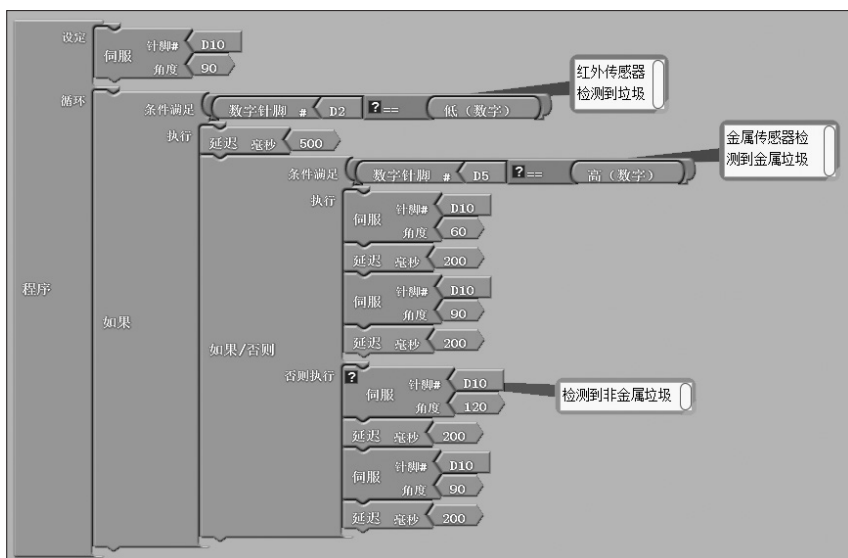 设定
伺服 针脚# D10
角度 90
循环
条件满足 数字针脚 # D2 ?== 低（数字）
红外传感器
检测到垃圾
执行
延迟 毫秒 500
条件满足 数字针脚 # D5 ?== 高（数字）
金属传感器检
测到金属垃圾
执行
伺服 针脚# D10
角度 60
延迟 毫秒 200
程序
如果
伺服 针脚# D10
角度 90
延迟 毫秒 200
如果/否则
否则执行
? 伺服 针脚# D10
角度 120
检测到非金属垃圾
延迟 毫秒 200
伺服 针脚# D10
角度 90
延迟 毫秒 200